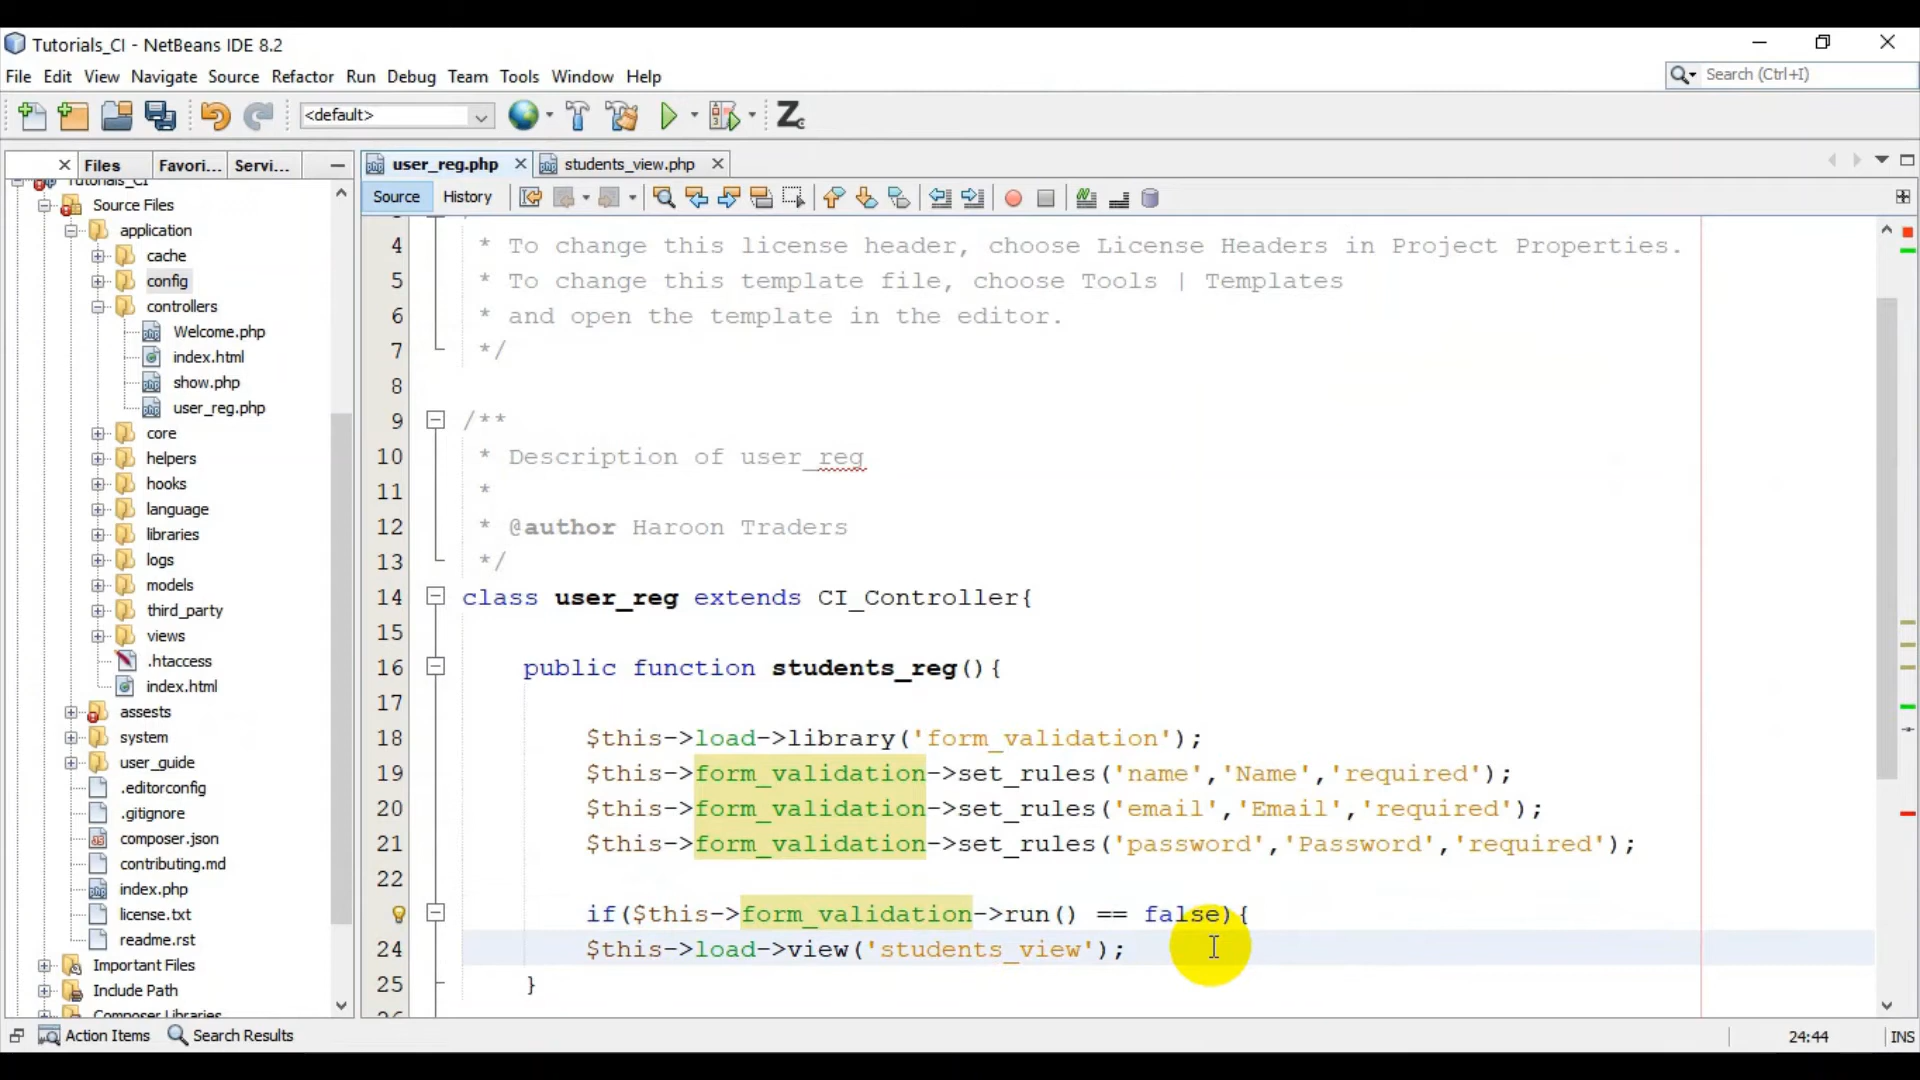 Tutorials_CI - NetBeans IDE 8.2
File Edit View Navigate Source Refactor Run Debug Team Tools Window Help
Search (Ctrl+I)
<default>
Files Favori... Servi...
user_reg.php students_view.php
Source History
Tutorials_CI
Source Files
application
cache
config
controllers
Welcome.php
index.html
show.php
user_reg.php
core
helpers
hooks
language
libraries
logs
models
third_party
views
.htaccess
index.html
assests
system
user_guide
.editorconfig
.gitignore
composer.json
contributing.md
index.php
license.txt
readme.rst
Important Files
Include Path
Composer Libraries
4 * To change this license header, choose License Headers in Project Properties.
5 * To change this template file, choose Tools | Templates
6 * and open the template in the editor.
7 */
8
9 /**
10 * Description of user_reg
11 *
12 * @author Haroon Traders
13 */
14 class user_reg extends CI_Controller{
15
16 public function students_reg(){
17
18 $this->load->library('form_validation');
19 $this->form_validation->set_rules('name','Name','required');
20 $this->form_validation->set_rules('email','Email','required');
21 $this->form_validation->set_rules('password','Password','required');
22
if($this->form_validation->run() == false){
24 $this->load->view('students_view');
25 }
Action Items Search Results
24:44 INS